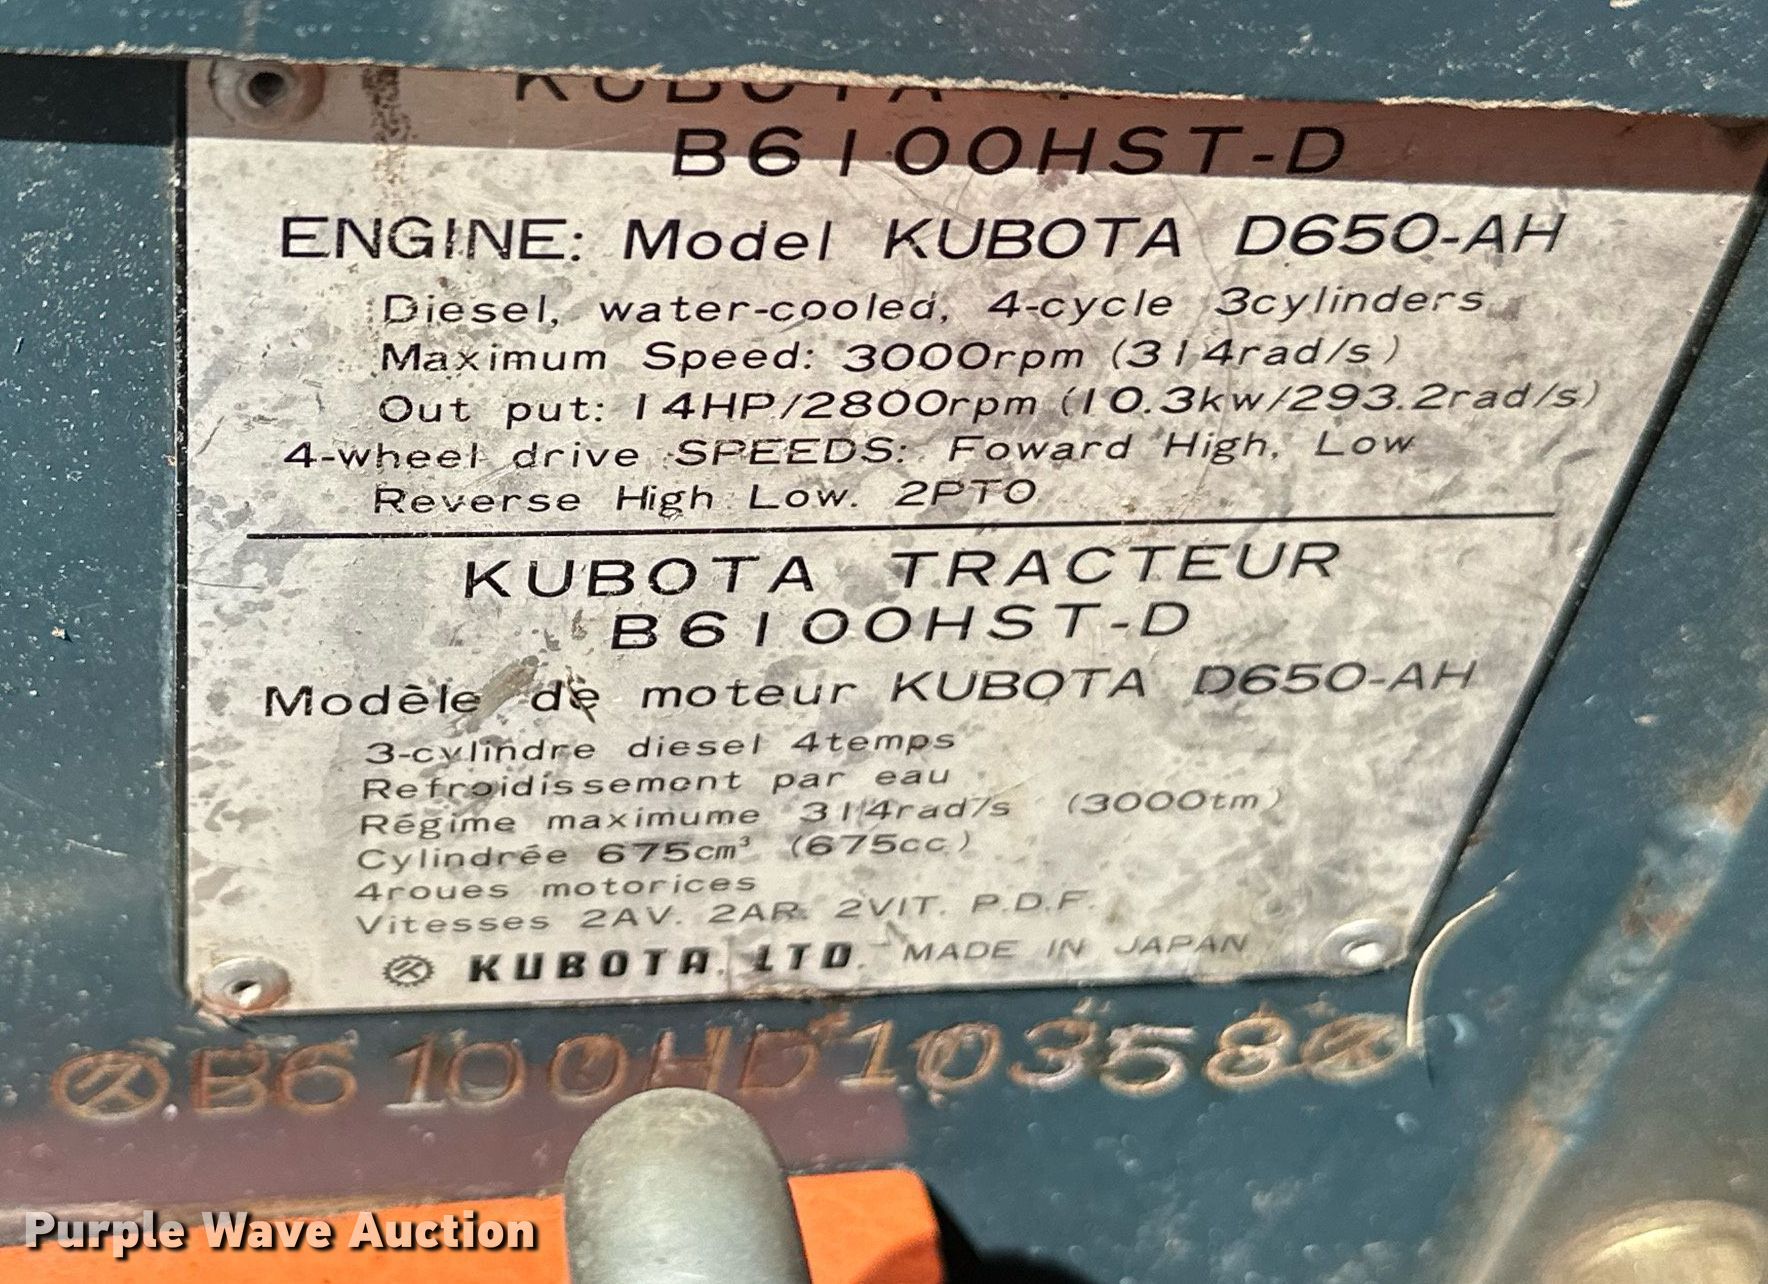 KUBOTA
B6100HST-D
ENGINE: Model KUBOTA D650-AH
Diesel, water-cooled, 4-cycle 3cylinders
Maximum Speed: 3000rpm (314rad/s)
Out put: 14HP/2800rpm (10.3kw/293.2rad/s)
4-wheel drive SPEEDS: Foward High, Low
Reverse High Low. 2PTO
KUBOTA TRACTEUR
B6100HST-D
Modèle de moteur KUBOTA D650-AH
3-cylindre diesel 4temps
Refroidissement par eau
Régime maximume 314rad/s (3000tm)
Cylindrée 675cm³ (675cc)
4roues motorices
Vitesses 2AV. 2AR. 2VIT. P.D.F.
KUBOTA, LTD. MADE IN JAPAN
B6100HD10358
Purple Wave Auction